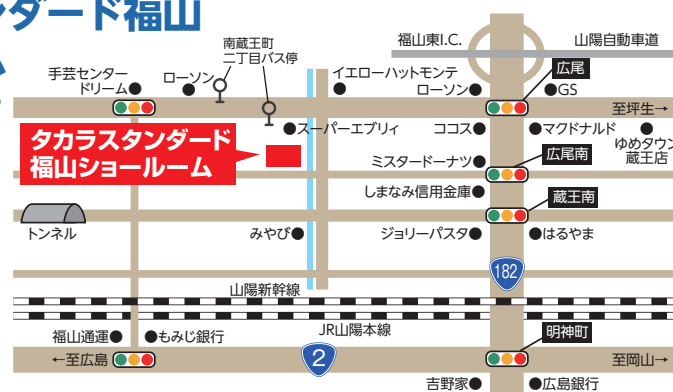 ンダード福山
南蔵王町
二丁目バス停
福山東I.C.
山陽自動車道
手芸センター
ドリーム
ローソン
イエローハットモンテ
ローソン
広尾
GS
至坪生→
スーパーエブリィ
ココス
マクドナルド
ゆめタウン
蔵王店
タカラスタンダード
福山ショールーム
ミスタードーナツ
広尾南
しまなみ信用金庫
蔵王南
トンネル
みやび
ジョリーパスタ
はるやま
182
山陽新幹線
JR山陽本線
福山通運
もみじ銀行
明神町
←至広島
2
至岡山→
吉野家
広島銀行